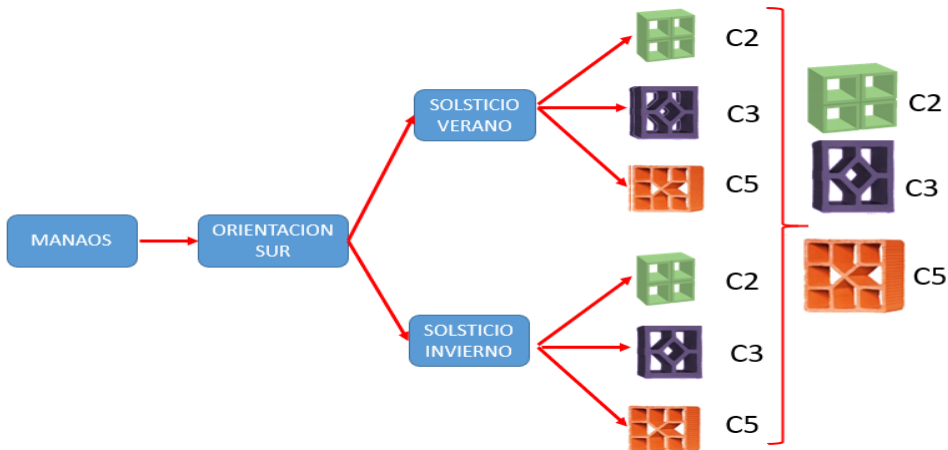 MANAOS
ORIENTACION
SUR
SOLSTICIO
VERANO
C2
C3
C5
SOLSTICIO
INVIERNO
C2
C3
C5
C2
C3
C5